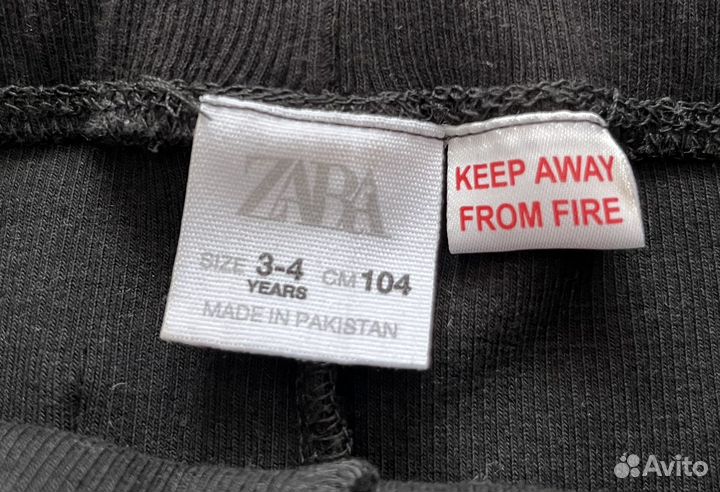 ZARA
SIZE 3-4 CM 104
YEARS
MADE IN PAKISTAN
KEEP AWAY
FROM FIRE
Avito